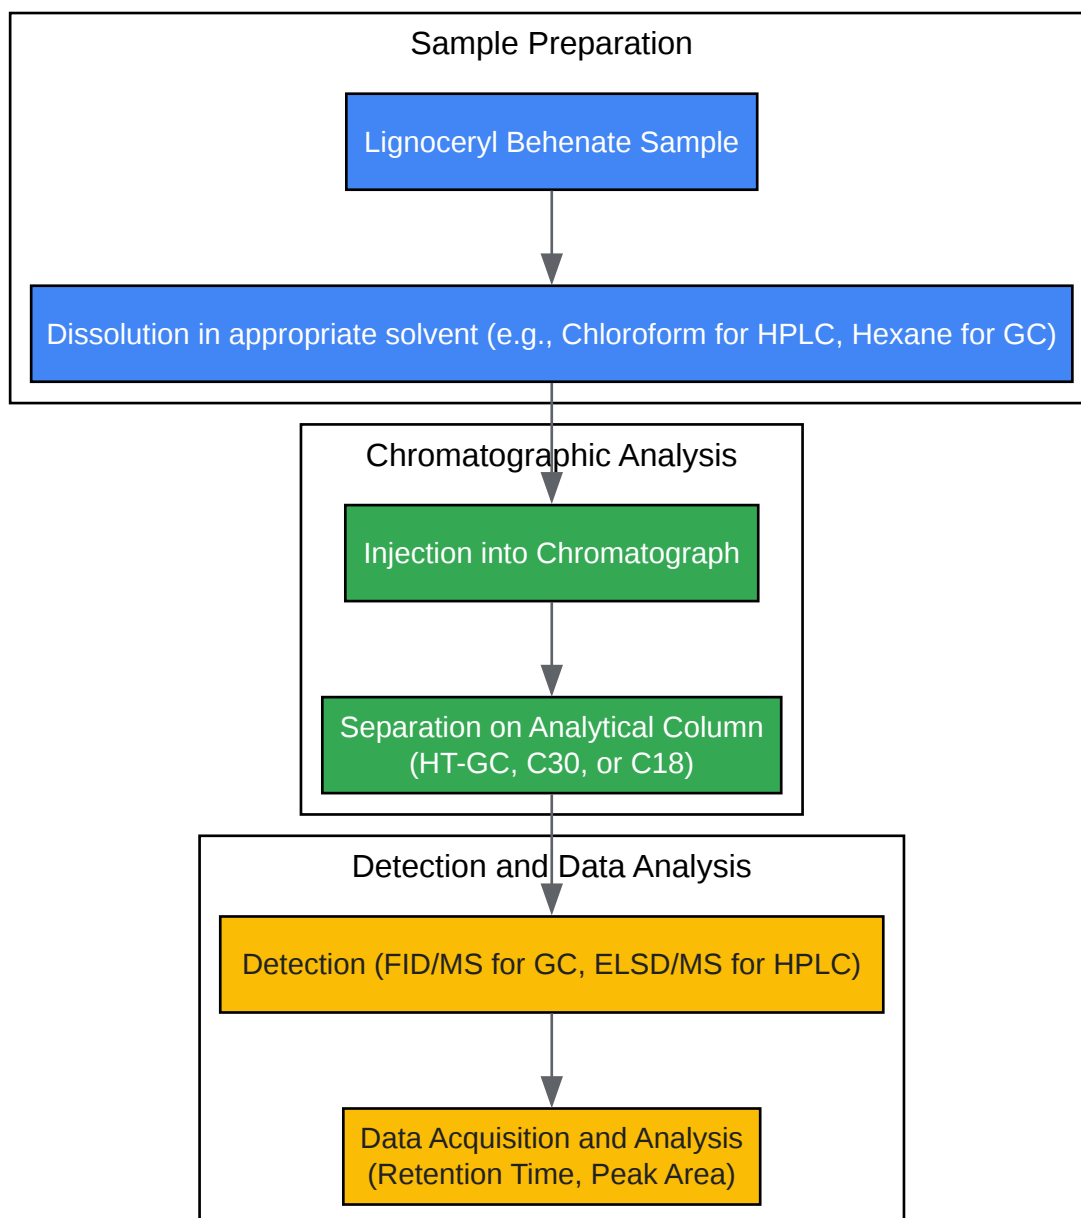 Sample Preparation
Lignoceryl Behenate Sample
Dissolution in appropriate solvent (e.g., Chloroform for HPLC, Hexane for GC)
Chromatographic Analysis
Injection into Chromatograph
Separation on Analytical Column
(HT-GC, C30, or C18)
Detection and Data Analysis
Detection (FID/MS for GC, ELSD/MS for HPLC)
Data Acquisition and Analysis
(Retention Time, Peak Area)